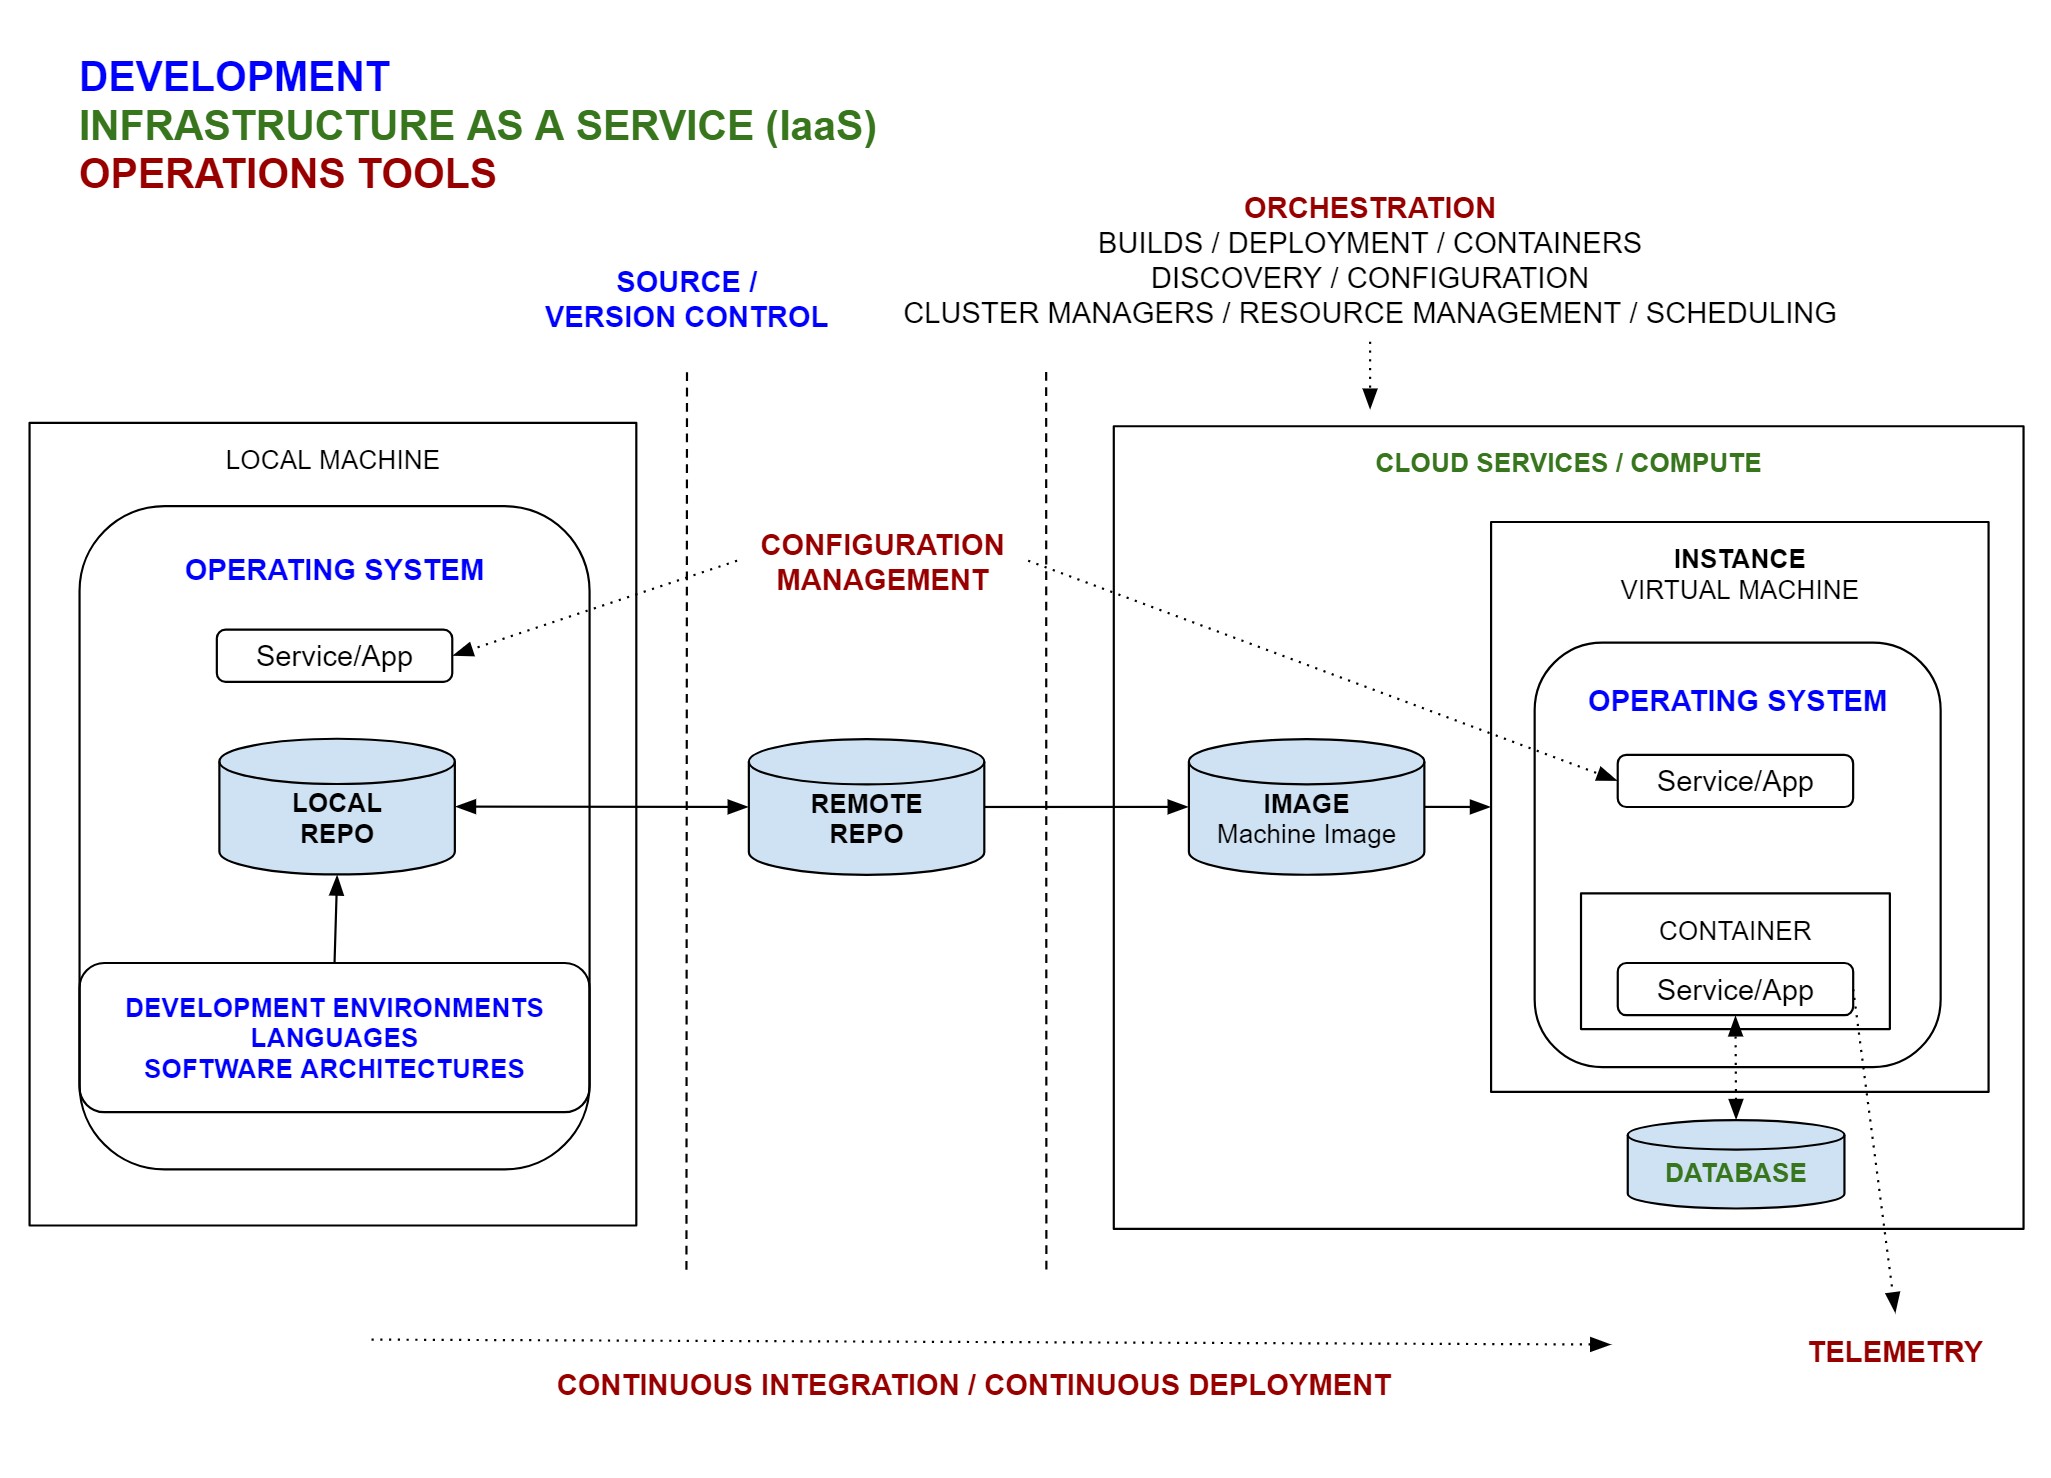 DEVELOPMENT
INFRASTRUCTURE AS A SERVICE (IaaS)
OPERATIONS TOOLS
ORCHESTRATION
BUILDS / DEPLOYMENT / CONTAINERS
DISCOVERY / CONFIGURATION
CLUSTER MANAGERS / RESOURCE MANAGEMENT / SCHEDULING
SOURCE /
VERSION CONTROL
LOCAL MACHINE
OPERATING SYSTEM
Service/App
LOCAL
REPO
DEVELOPMENT ENVIRONMENTS
LANGUAGES
SOFTWARE ARCHITECTURES
CONFIGURATION
MANAGEMENT
REMOTE
REPO
CLOUD SERVICES / COMPUTE
IMAGE
Machine Image
INSTANCE
VIRTUAL MACHINE
OPERATING SYSTEM
Service/App
CONTAINER
Service/App
DATABASE
TELEMETRY
CONTINUOUS INTEGRATION / CONTINUOUS DEPLOYMENT